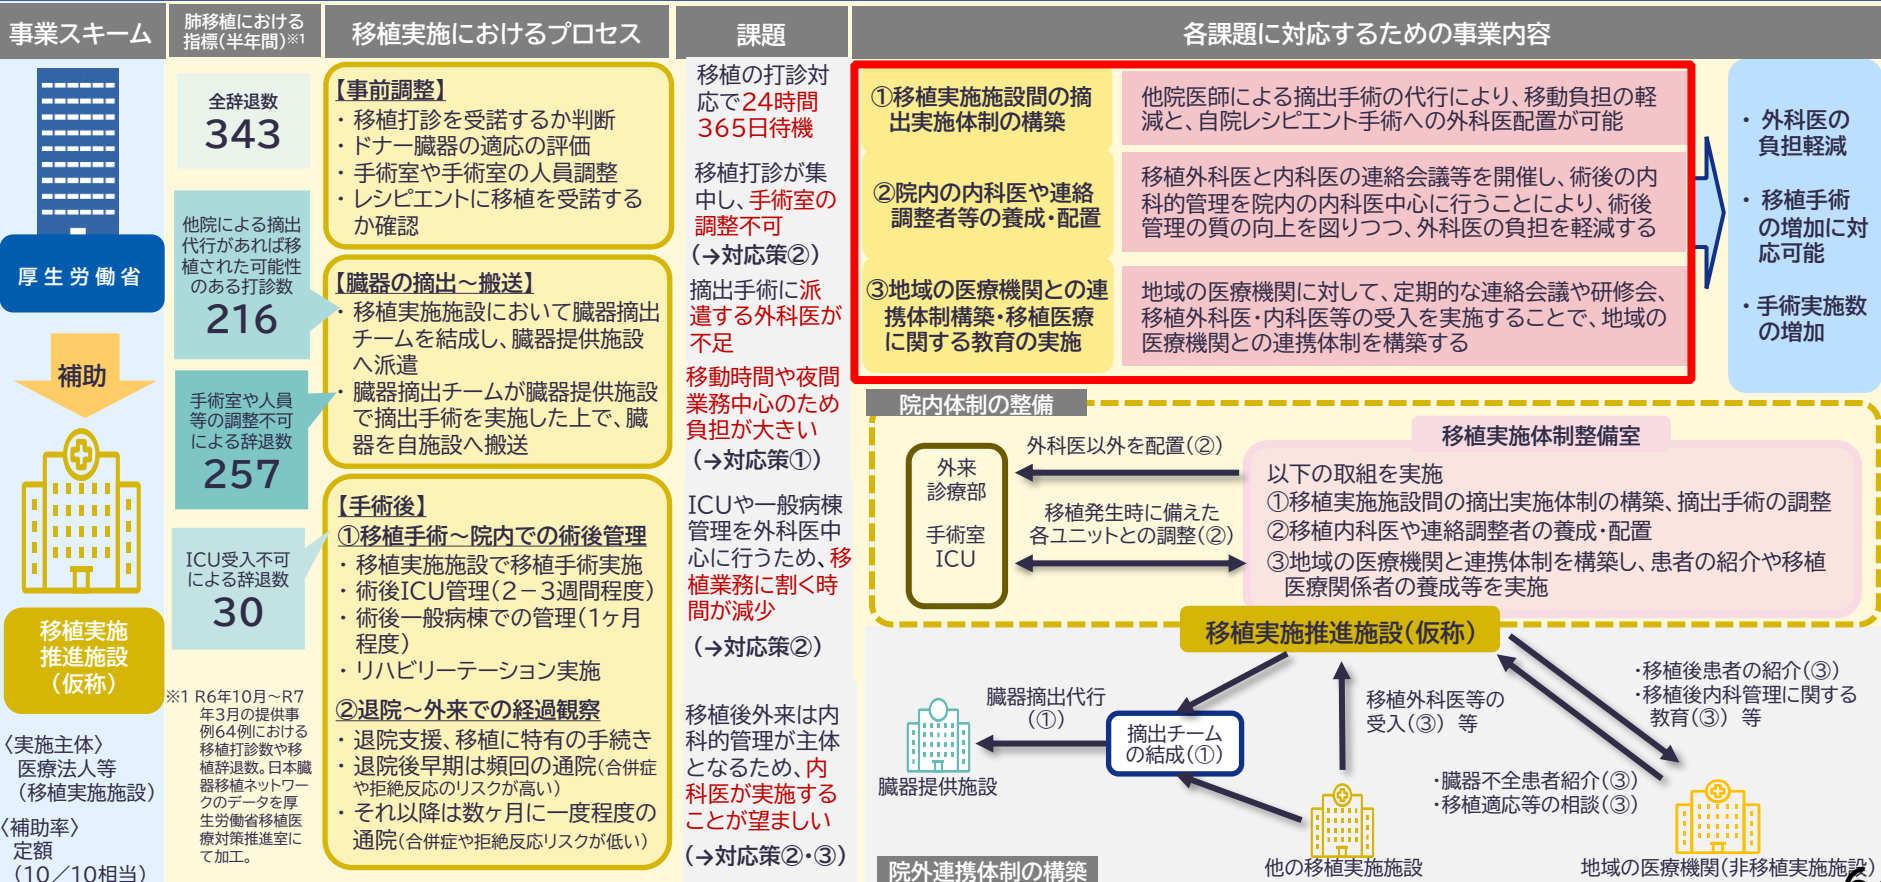 事業スキーム
肺移植における
指標(半年間)※1
移植実施におけるプロセス
課題
各課題に対応するための事業内容
厚生労働省
補助
移植実施
推進施設
（仮称）
〈実施主体〉
医療法人等
（移植実施施設）
〈補助率〉
定額
（10／10相当）
全辞退数
343
他院による摘出
代行があれば移
植された可能性
のある打診数
216
手術室や人員
等の調整不可
による辞退数
257
ICU受入不可
による辞退数
30
※1 R6年10月～R7
年3月の提供事
例64例における
移植打診数や移
植辞退数。日本臓
器移植ネットワー
クのデータを厚
生労働省移植医
療対策推進室に
て加工。
【事前調整】
・ 移植打診を受諾するか判断
・ ドナー臓器の適応の評価
・ 手術室や手術室の人員調整
・ レシピエントに移植を受諾する
か確認
【臓器の摘出～搬送】
・ 移植実施施設において臓器摘出
チームを結成し、臓器提供施設
へ派遣
・ 臓器摘出チームが臓器提供施設
で摘出手術を実施した上で、臓
器を自施設へ搬送
【手術後】
①移植手術～院内での術後管理
・ 移植実施施設で移植手術実施
・ 術後ICU管理（2－3週間程度）
・ 術後一般病棟での管理（1ヶ月
程度）
・ リハビリーテーション実施
②退院～外来での経過観察
・ 退院支援、移植に特有の手続き
・ 退院後早期は頻回の通院(合併症
や拒絶反応のリスクが高い)
・ それ以降は数ヶ月に一度程度の
通院(合併症や拒絶反応リスクが低い)
移植の打診対
応で24時間
365日待機
移植打診が集
中し、手術室の
調整不可
（→対応策②）
摘出手術に派
遣する外科医が
不足
移動時間や夜間
業務中心のため
負担が大きい
（→対応策①）
ICUや一般病棟
管理を外科医中
心に行うため、移
植業務に割く時
間が減少
（→対応策②）
移植後外来は内
科的管理が主体
となるため、内
科医が実施する
ことが望ましい
（→対応策②・③）
①移植実施施設間の摘
出実施体制の構築
他院医師による摘出手術の代行により、移動負担の軽
減と、自院レシピエント手術への外科医配置が可能
②院内の内科医や連絡
調整者等の養成・配置
移植外科医と内科医の連絡会議等を開催し、術後の内
科的管理を院内の内科医中心に行うことにより、術後
管理の質の向上を図りつつ、外科医の負担を軽減する
③地域の医療機関との連
携体制構築・移植医療
に関する教育の実施
地域の医療機関に対して、定期的な連絡会議や研修会、
移植外科医・内科医等の受入を実施することで、地域の
医療機関との連携体制を構築する
・ 外科医の
負担軽減
・ 移植手術
の増加に対
応可能
・手術実施数
の増加
院内体制の整備
外来
診療部
手術室
ICU
外科医以外を配置（②）
移植発生時に備えた
各ユニットとの調整（②）
移植実施体制整備室
以下の取組を実施
①移植実施施設間の摘出実施体制の構築、摘出手術の調整
②移植内科医や連絡調整者の養成・配置
③地域の医療機関と連携体制を構築し、患者の紹介や移植
医療関係者の養成等を実施
移植実施推進施設（仮称）
臓器摘出代行
（①）
摘出チーム
の結成（①）
臓器提供施設
移植外科医等の
受入（③） 等
・移植後患者の紹介（③）
・移植後内科管理に関する
教育（③） 等
・臓器不全患者紹介（③）
・移植適応等の相談（③）
他の移植実施施設
地域の医療機関（非移植実施施設）
院外連携体制の構築